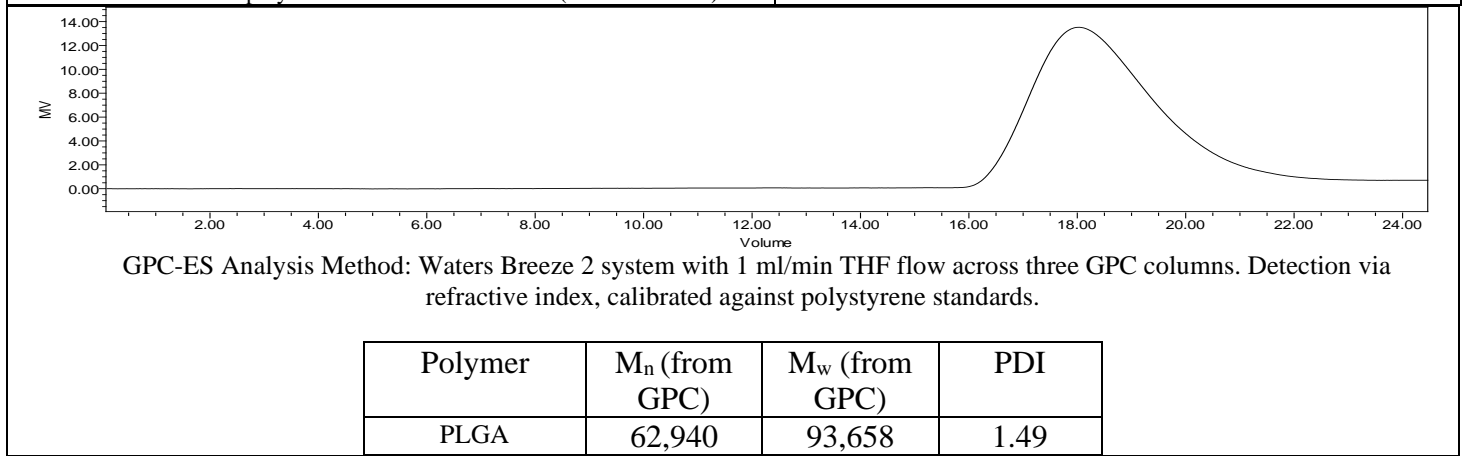 14.00
12.00
10.00
8.00
6.00
4.00
2.00
0.00
MV
2.00 4.00 6.00 8.00 10.00 12.00 14.00 16.00 18.00 20.00 22.00 24.00
Volume
GPC-ES Analysis Method: Waters Breeze 2 system with 1 ml/min THF flow across three GPC columns. Detection via
refractive index, calibrated against polystyrene standards.
Polymer Mn (from GPC) Mw (from GPC) PDI
PLGA 62,940 93,658 1.49